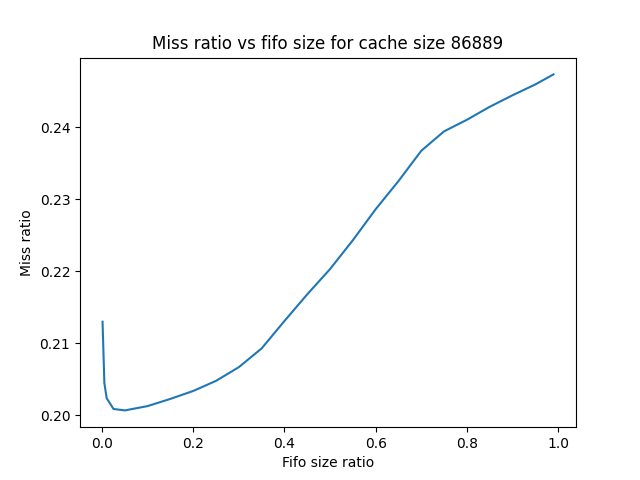 Miss ratio vs fifo size for cache size 86889
Miss ratio
0.24
0.23
0.22
0.21
0.20
0.0 0.2 0.4 0.6 0.8 1.0
Fifo size ratio